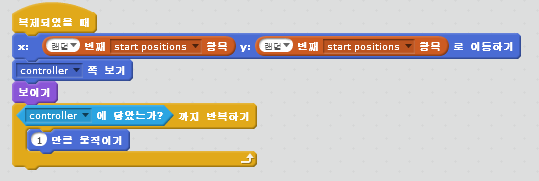 복제되었을 때
x: 랜덤 번째 start positions 항목 y: 랜덤 번째 start positions 항목 로 이동하기
controller 쪽 보기
보이기
controller 에 닿았는가? 까지 반복하기
1 만큼 움직이기